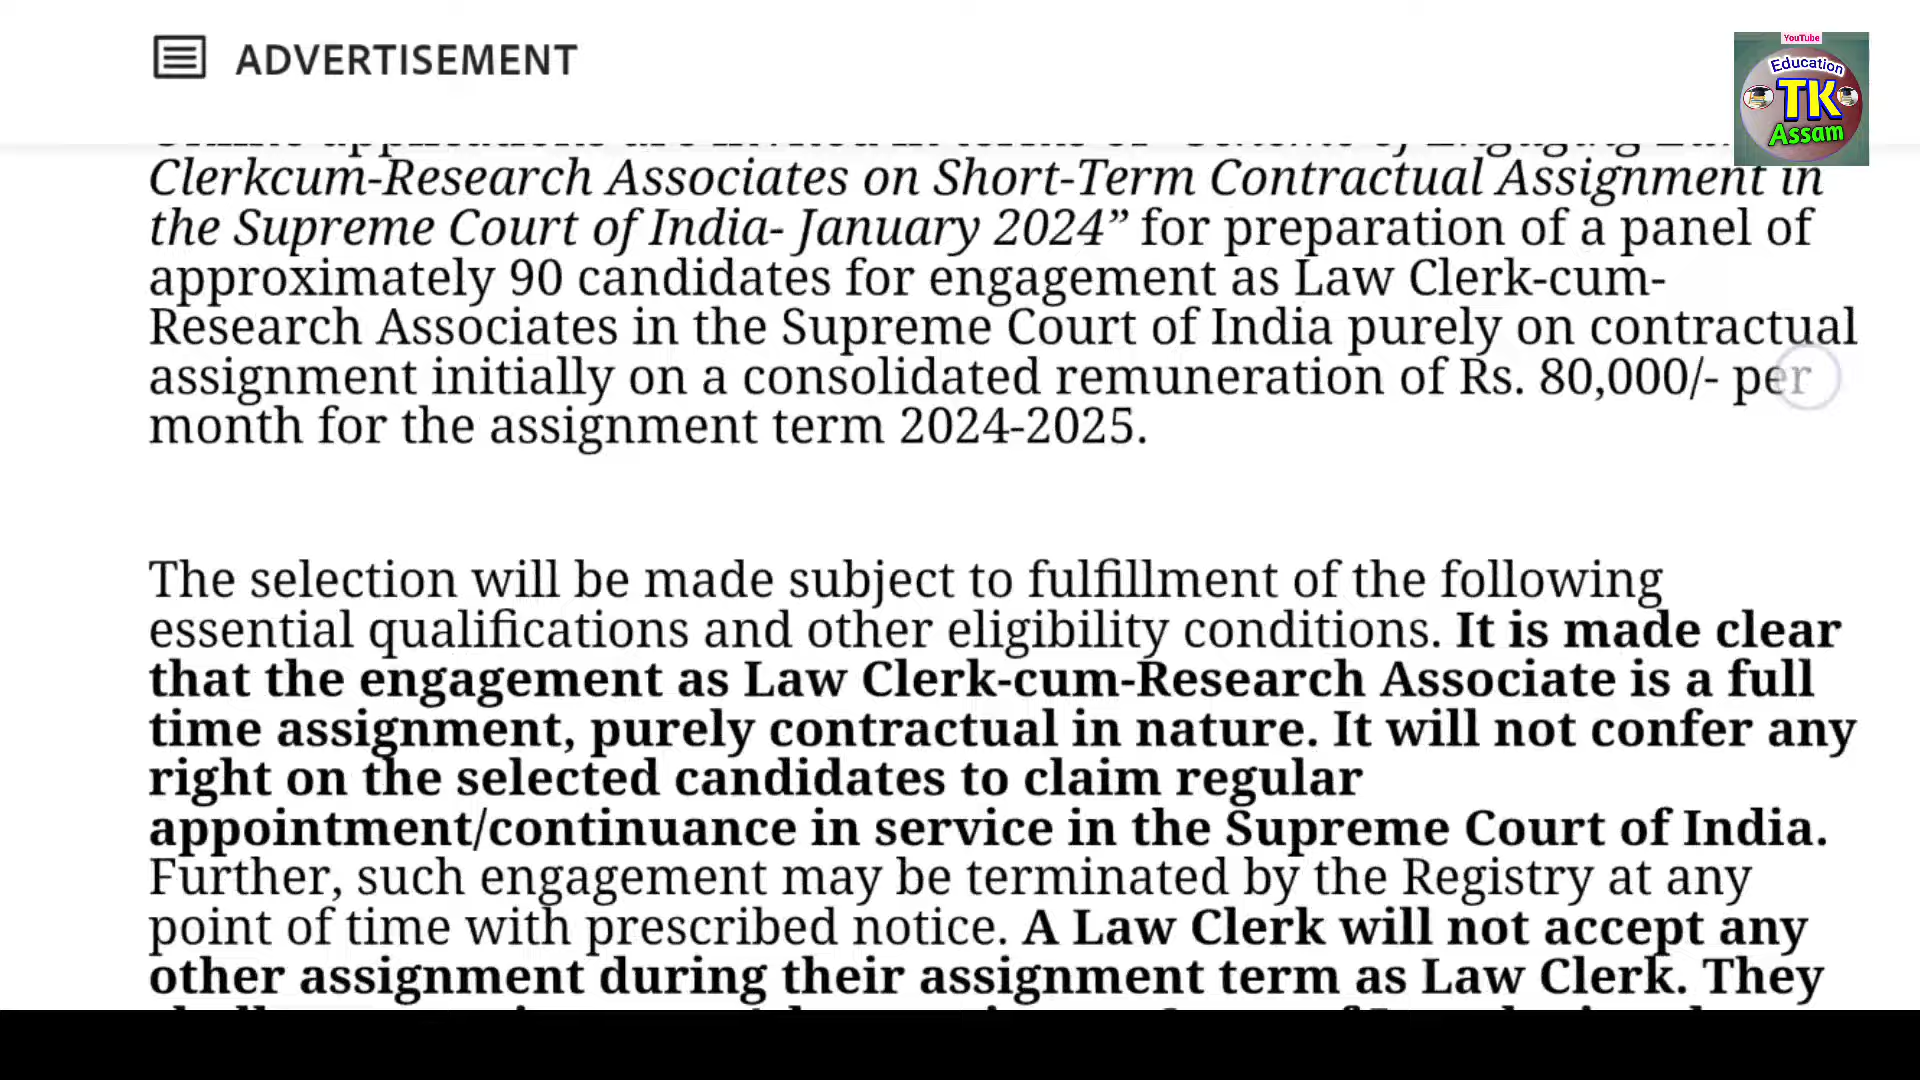 ADVERTISEMENT
YouTube
Education
TK
Assam
Clerkcum-Research Associates on Short-Term Contractual Assignment in
the Supreme Court of India- January 2024” for preparation of a panel of
approximately 90 candidates for engagement as Law Clerk-cum-
Research Associates in the Supreme Court of India purely on contractual
assignment initially on a consolidated remuneration of Rs. 80,000/- per
month for the assignment term 2024-2025.
The selection will be made subject to fulfillment of the following
essential qualifications and other eligibility conditions. It is made clear
that the engagement as Law Clerk-cum-Research Associate is a full
time assignment, purely contractual in nature. It will not confer any
right on the selected candidates to claim regular
appointment/continuance in service in the Supreme Court of India.
Further, such engagement may be terminated by the Registry at any
point of time with prescribed notice. A Law Clerk will not accept any
other assignment during their assignment term as Law Clerk. They